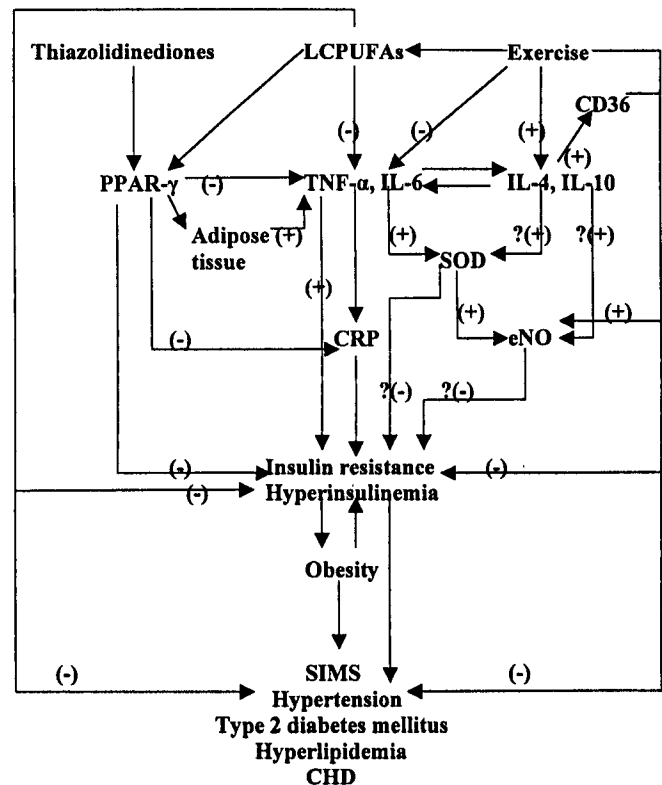 Thiazolidinediones LCPUFAs Exercise
CD36
(-) (-) (+) (+)
PPAR-γ (-) TNF-α, IL-6 IL-4, IL-10
Adipose (+) (+) ?(+) ?(+)
tissue
SOD
(+)
(+) (+)
(-) CRP eNO
?(-) ?(-)
Insulin resistance
(-) (-)
Hyperinsulinemia
(-)
Obesity
(-) SIMS (-)
Hypertension
Type 2 diabetes mellitus
Hyperlipidemia
CHD